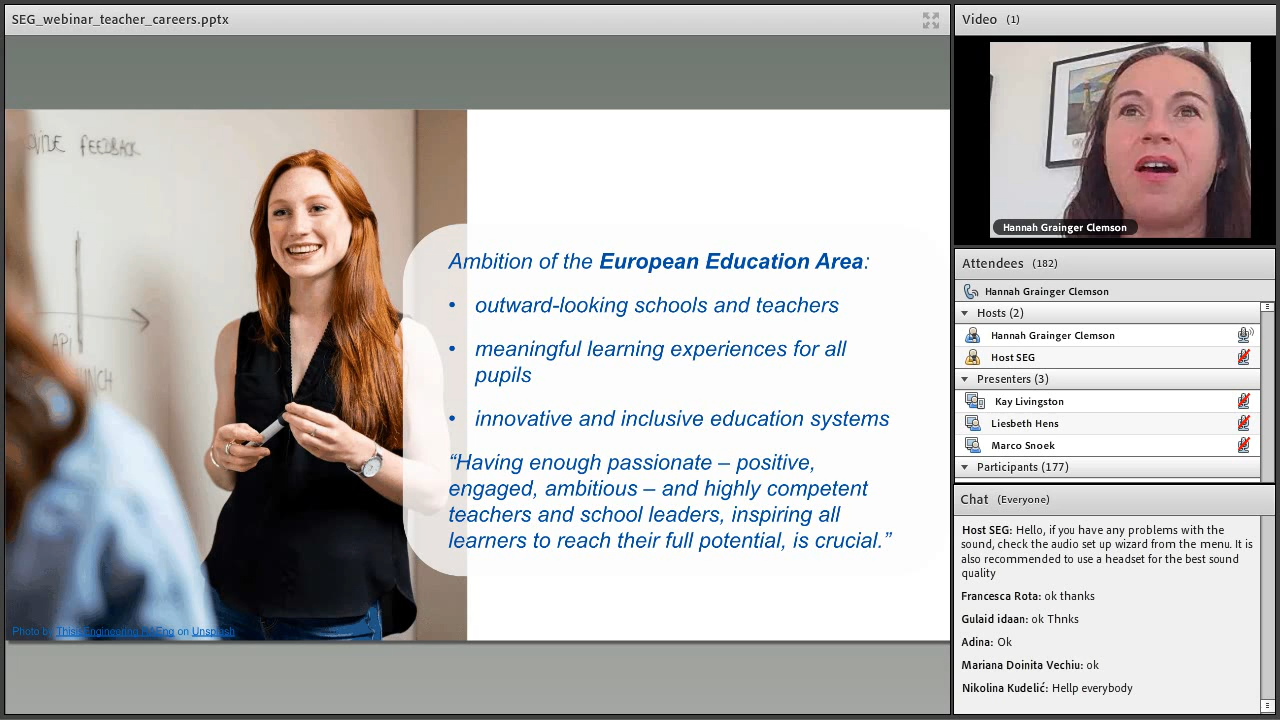 SEG_webinar_teacher_careers.pptx
FEEDBACK
Ambition of the European Education Area:
• outward-looking schools and teachers
• meaningful learning experiences for all
pupils
• innovative and inclusive education systems
“Having enough passionate – positive,
engaged, ambitious – and highly competent
teachers and school leaders, inspiring all
learners to reach their full potential, is crucial.”
Photo by ThisisEngineering RAEng on Unsplash
Video (1)
Hannah Grainger Clemson
Attendees (182)
Hannah Grainger Clemson
Hosts (2)
Hannah Grainger Clemson
Host SEG
Presenters (3)
Kay Livingston
Liesbeth Hens
Marco Snoek
Participants (177)
Chat (Everyone)
Host SEG: Hello, if you have any problems with the
sound, check the audio set up wizard from the menu. It is
also recommended to use a headset for the best sound
quality
Francesca Rota: ok thanks
Gulaid idaan: ok Thnks
Adina: Ok
Mariana Doinita Vechiu: ok
Nikolina Kudelić: Hellp everybody